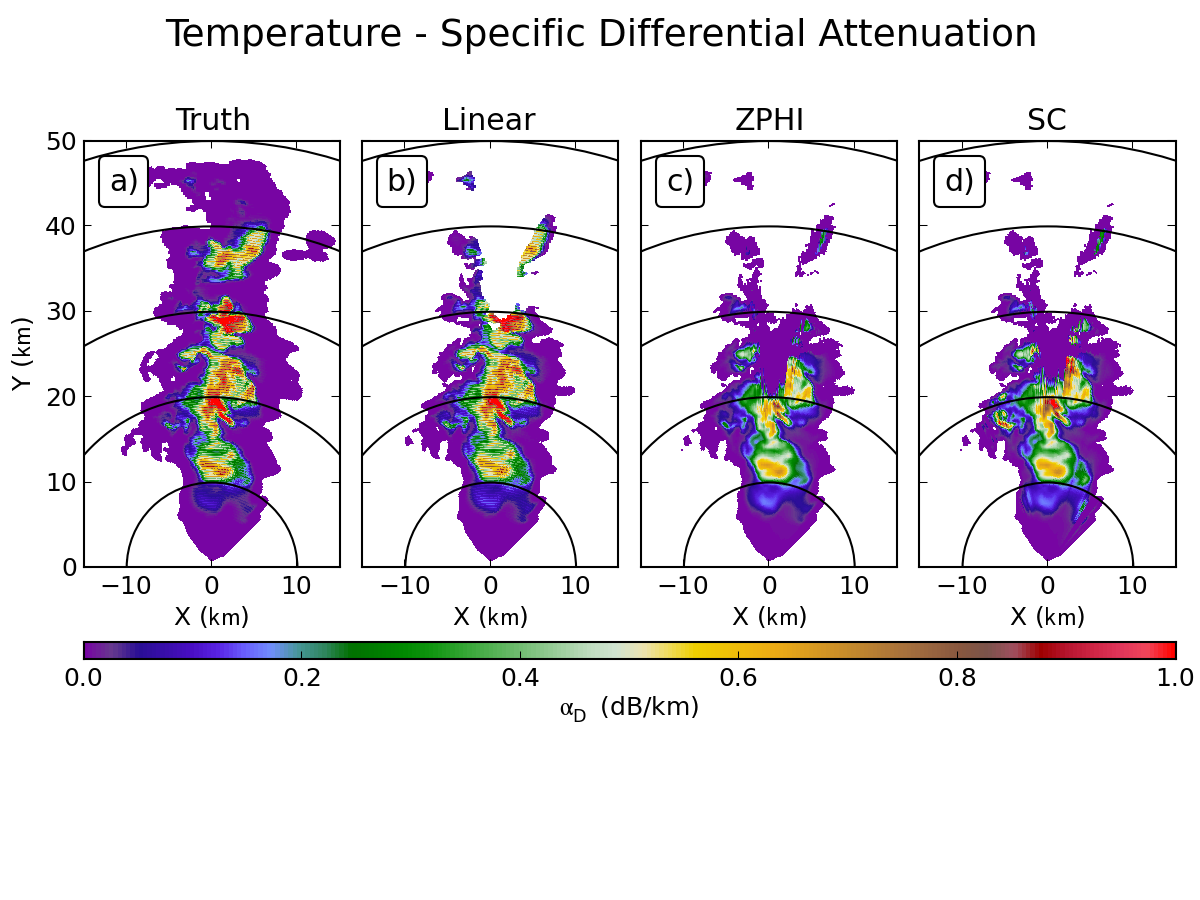 Temperature - Specific Differential Attenuation
Truth Linear ZPHI SC
a) b) c) d)
50
40
30
20
10
0
Y (km)
−10 0 10 −10 0 10 −10 0 10 −10 0 10
X (km) X (km) X (km) X (km)
0.0 0.2 0.4 0.6 0.8 1.0
α_D (dB/km)